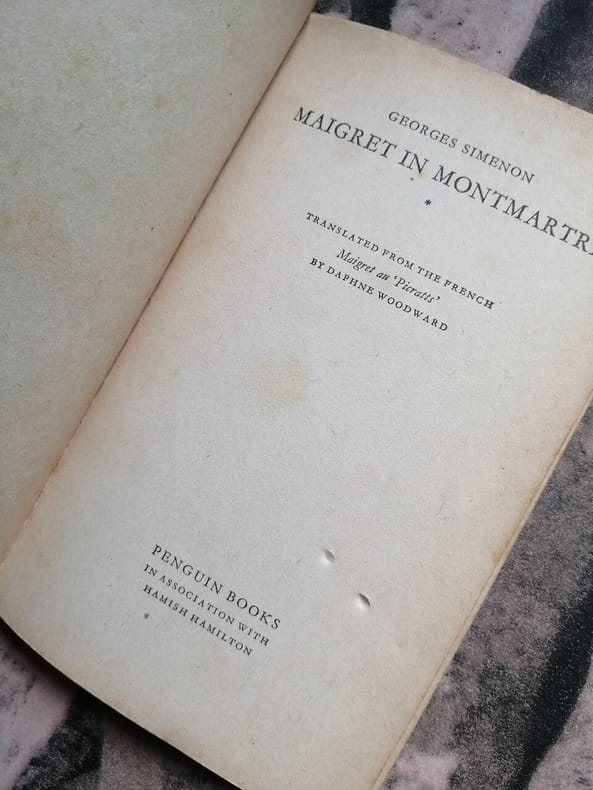 GEORGES SIMENON
MAIGRET IN MONTMARTR
*
TRANSLATED FROM THE FRENCH
Maigret au 'Picratts'
BY DAPHNE WOODWARD
PENGUIN BOOKS
IN ASSOCIATION WITH
HAMISH HAMILTON